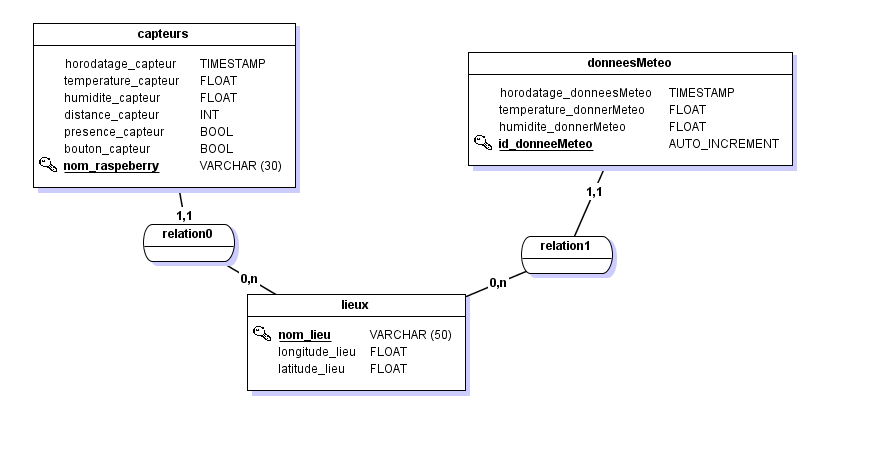 capteurs
horodatage_capteur TIMESTAMP
temperature_capteur FLOAT
humidite_capteur FLOAT
distance_capteur INT
presence_capteur BOOL
bouton_capteur BOOL
nom_raspeberry VARCHAR (30)
donneesMeteo
horodatage_donneesMeteo TIMESTAMP
temperature_donnerMeteo FLOAT
humidite_donnerMeteo FLOAT
id_donneeMeteo AUTO_INCREMENT
1,1
1,1
relation0
relation1
0,n
0,n
lieux
nom_lieu VARCHAR (50)
longitude_lieu FLOAT
latitude_lieu FLOAT